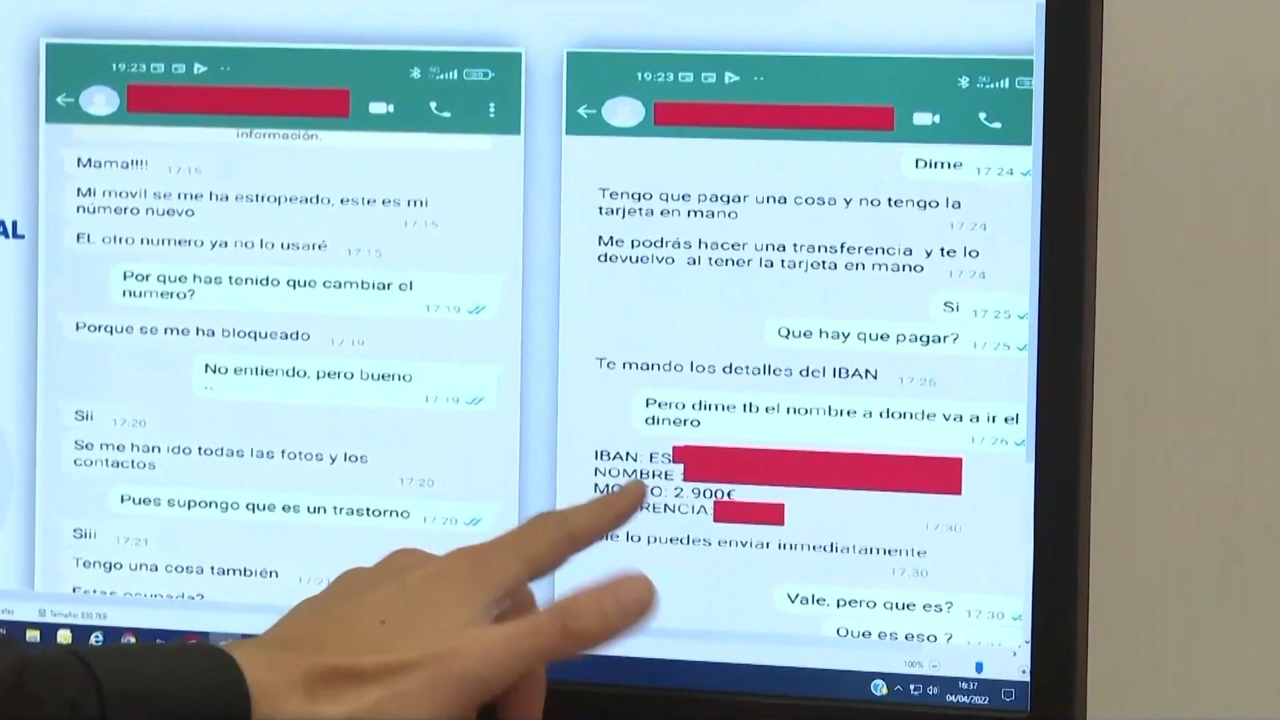 AL
19:23
información.
Mama!!!! 17:15
Mi movil se me ha estropeado, este es mi
número nuevo 17:15
EL otro numero ya no lo usaré 17:15
Por que has tenido que cambiar el
numero? 17:19
Porque se me ha bloqueado 17:19
No entiendo, pero bueno
.. 17:19
Sii 17:20
Se me han ido todas las fotos y los
contactos 17:20
Pues supongo que es un trastorno 17:20
Siii 17:21
Tengo una cosa también
Estas ocupada?
19:23
Dime 17:24
Tengo que pagar una cosa y no tengo la
tarjeta en mano 17:24
Me podrás hacer una transferencia y te lo
devuelvo al tener la tarjeta en mano 17:24
Si 17:25
Que hay que pagar? 17:25
Te mando los detalles del IBAN 17:26
Pero dime tb el nombre a donde va a ir el
dinero 17:26
IBAN: ES
NOMBRE :
MO O: 2.900€
RENCIA:
17:30
lo puedes enviar inmediatamente
17:30
Vale, pero que es? 17:30
Que es eso ?
Tamaño: 830,7KB
100%
16:37
04/04/2022